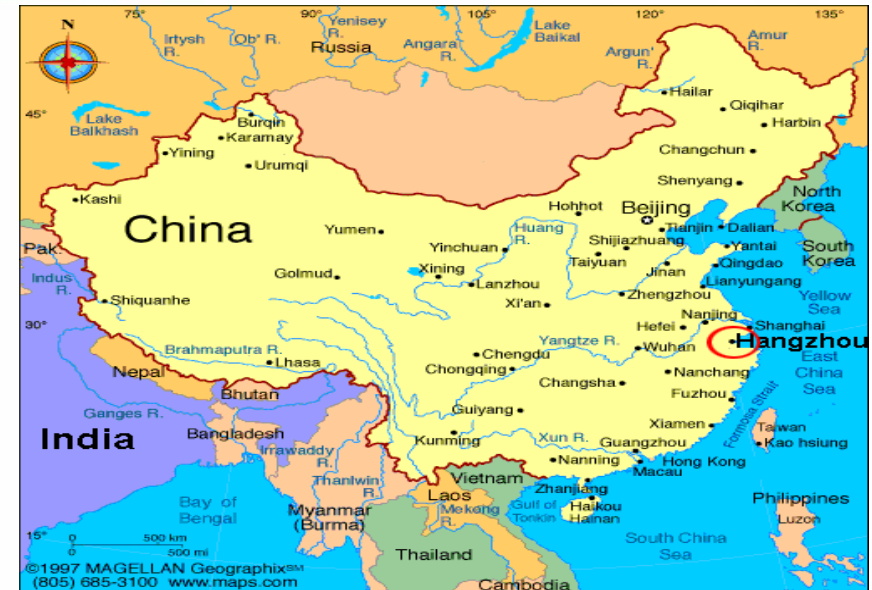 75°
105°
120°
135°
N
Yenisey
R.
Lake
Baikal
Irtysh
R.
Ob' R.
Russia
Angara
R.
Argun'
R.
Amur
R.
45°
Lake
Balkhash
Burqin
Karamay
Yining
Urumqi
Kashi
Hailar
Qiqihar
Harbin
Changchun
Shenyang
North
Korea
South
Korea
China
Yumen
Hohhot
Beijing
Huang
R.
Tianjin
Dalian
Shijiazhuang
Yantai
Yinchuan
Taiyuan
Qingdao
Pak.
Golmud
Xining
Jinan
Lianyungang
Lanzhou
Indus
R.
Shiquanhe
Xi'an
Zhengzhou
Yellow
Sea
30°
Nanjing
Hefei
Shanghai
Hangzhou
Yangtze R.
Wuhan
East
China
Sea
Brahmaputra R.
Lhasa
Chengdu
Chongqing
Nanchang
Nepal
Changsha
Fuzhou
Bhutan
Formosa Strait
Ganges R.
Guiyang
Xiamen
Taiwan
India
Bangladesh
Kunming
Xun R.
Guangzhou
Kao hsiung
Irrawaddy
R.
Nanning
Hong Kong
Macau
Thanlwin
R.
Vietnam
Zhanjiang
Laos
Bay of
Bengal
Myanmar
(Burma)
Mekong
R.
Gulf of
Tonkin
Haikou
Hainan
Philippines
Luzon
15°
0
500 km
0
500 mi
South China
Sea
Thailand
©1997 MAGELLAN Geographix℠
(805) 685-3100 www.maps.com
Cambodia